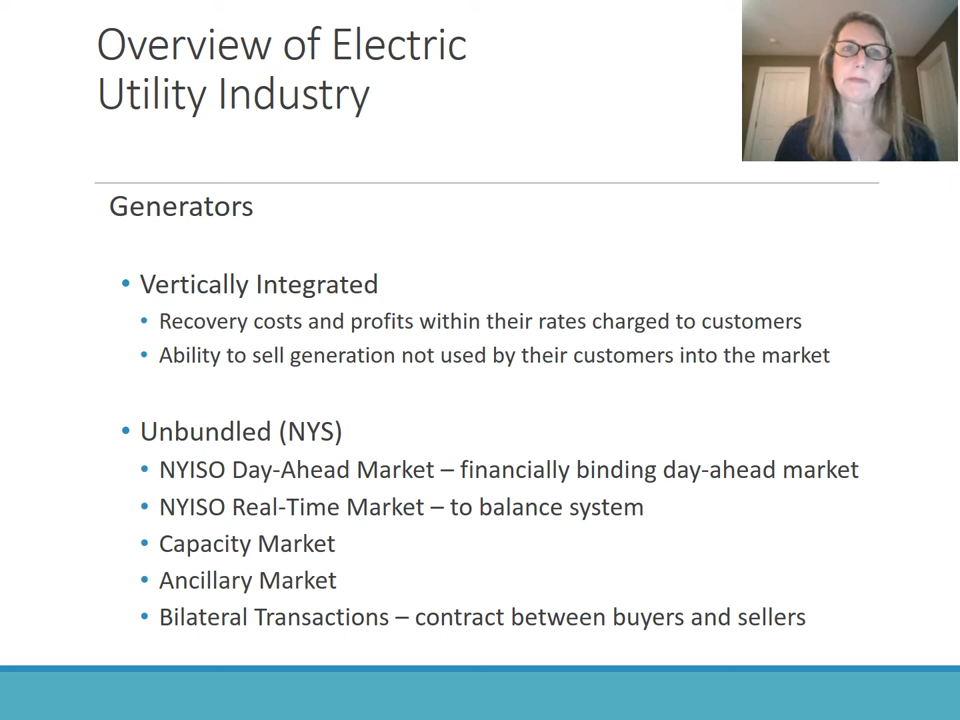 Overview of Electric
Utility Industry
Generators
• Vertically Integrated
• Recovery costs and profits within their rates charged to customers
• Ability to sell generation not used by their customers into the market
• Unbundled (NYS)
• NYISO Day-Ahead Market – financially binding day-ahead market
• NYISO Real-Time Market – to balance system
• Capacity Market
• Ancillary Market
• Bilateral Transactions – contract between buyers and sellers